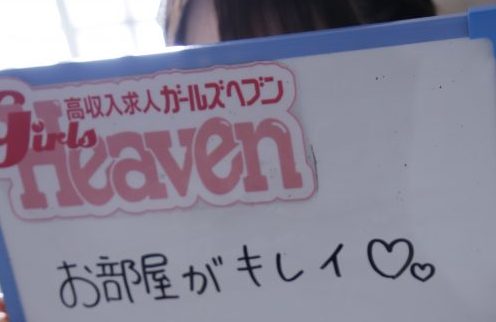 高収入求人ガールズヘブン
Girls
Heaven
お部屋がキレイ♡♡